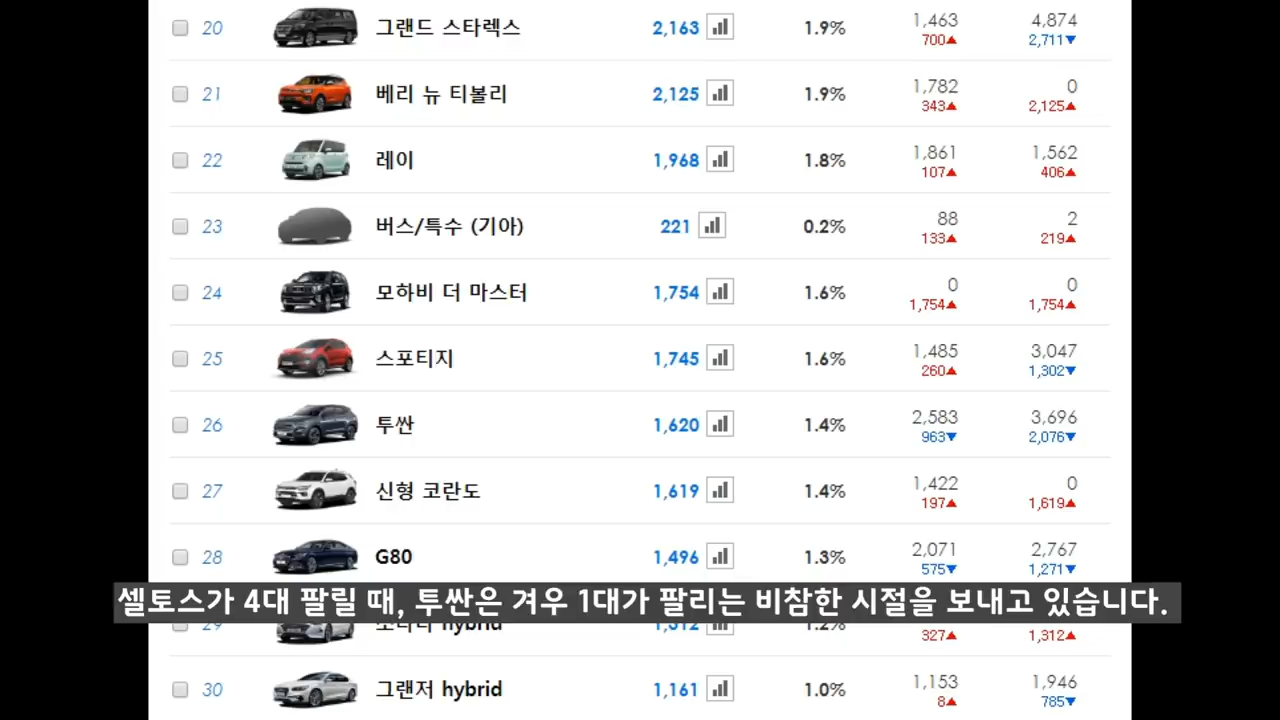 20 그랜드 스타렉스 2,163 1.9% 1,463 4,874
700▲ 2,711▼
21 베리 뉴 티볼리 2,125 1.9% 1,782 0
343▲ 2,125▲
22 레이 1,968 1.8% 1,861 1,562
107▲ 406▲
23 버스/특수 (기아) 221 0.2% 88 2
133▲ 219▲
24 모하비 더 마스터 1,754 1.6% 0 0
1,754▲ 1,754▲
25 스포티지 1,745 1.6% 1,485 3,047
260▲ 1,302▼
26 투싼 1,620 1.4% 2,583 3,696
963▼ 2,076▼
27 신형 코란도 1,619 1.4% 1,422 0
197▲ 1,619▲
28 G80 1,496 1.3% 2,071 2,767
575▼ 1,271▼
셀토스가 4대 팔릴 때, 투싼은 겨우 1대가 팔리는 비참한 시절을 보내고 있습니다.
29 hybrid 1,312 1.2%
327▲ 1,312▲
30 그랜저 hybrid 1,161 1.0% 1,153 1,946
8▲ 785▼